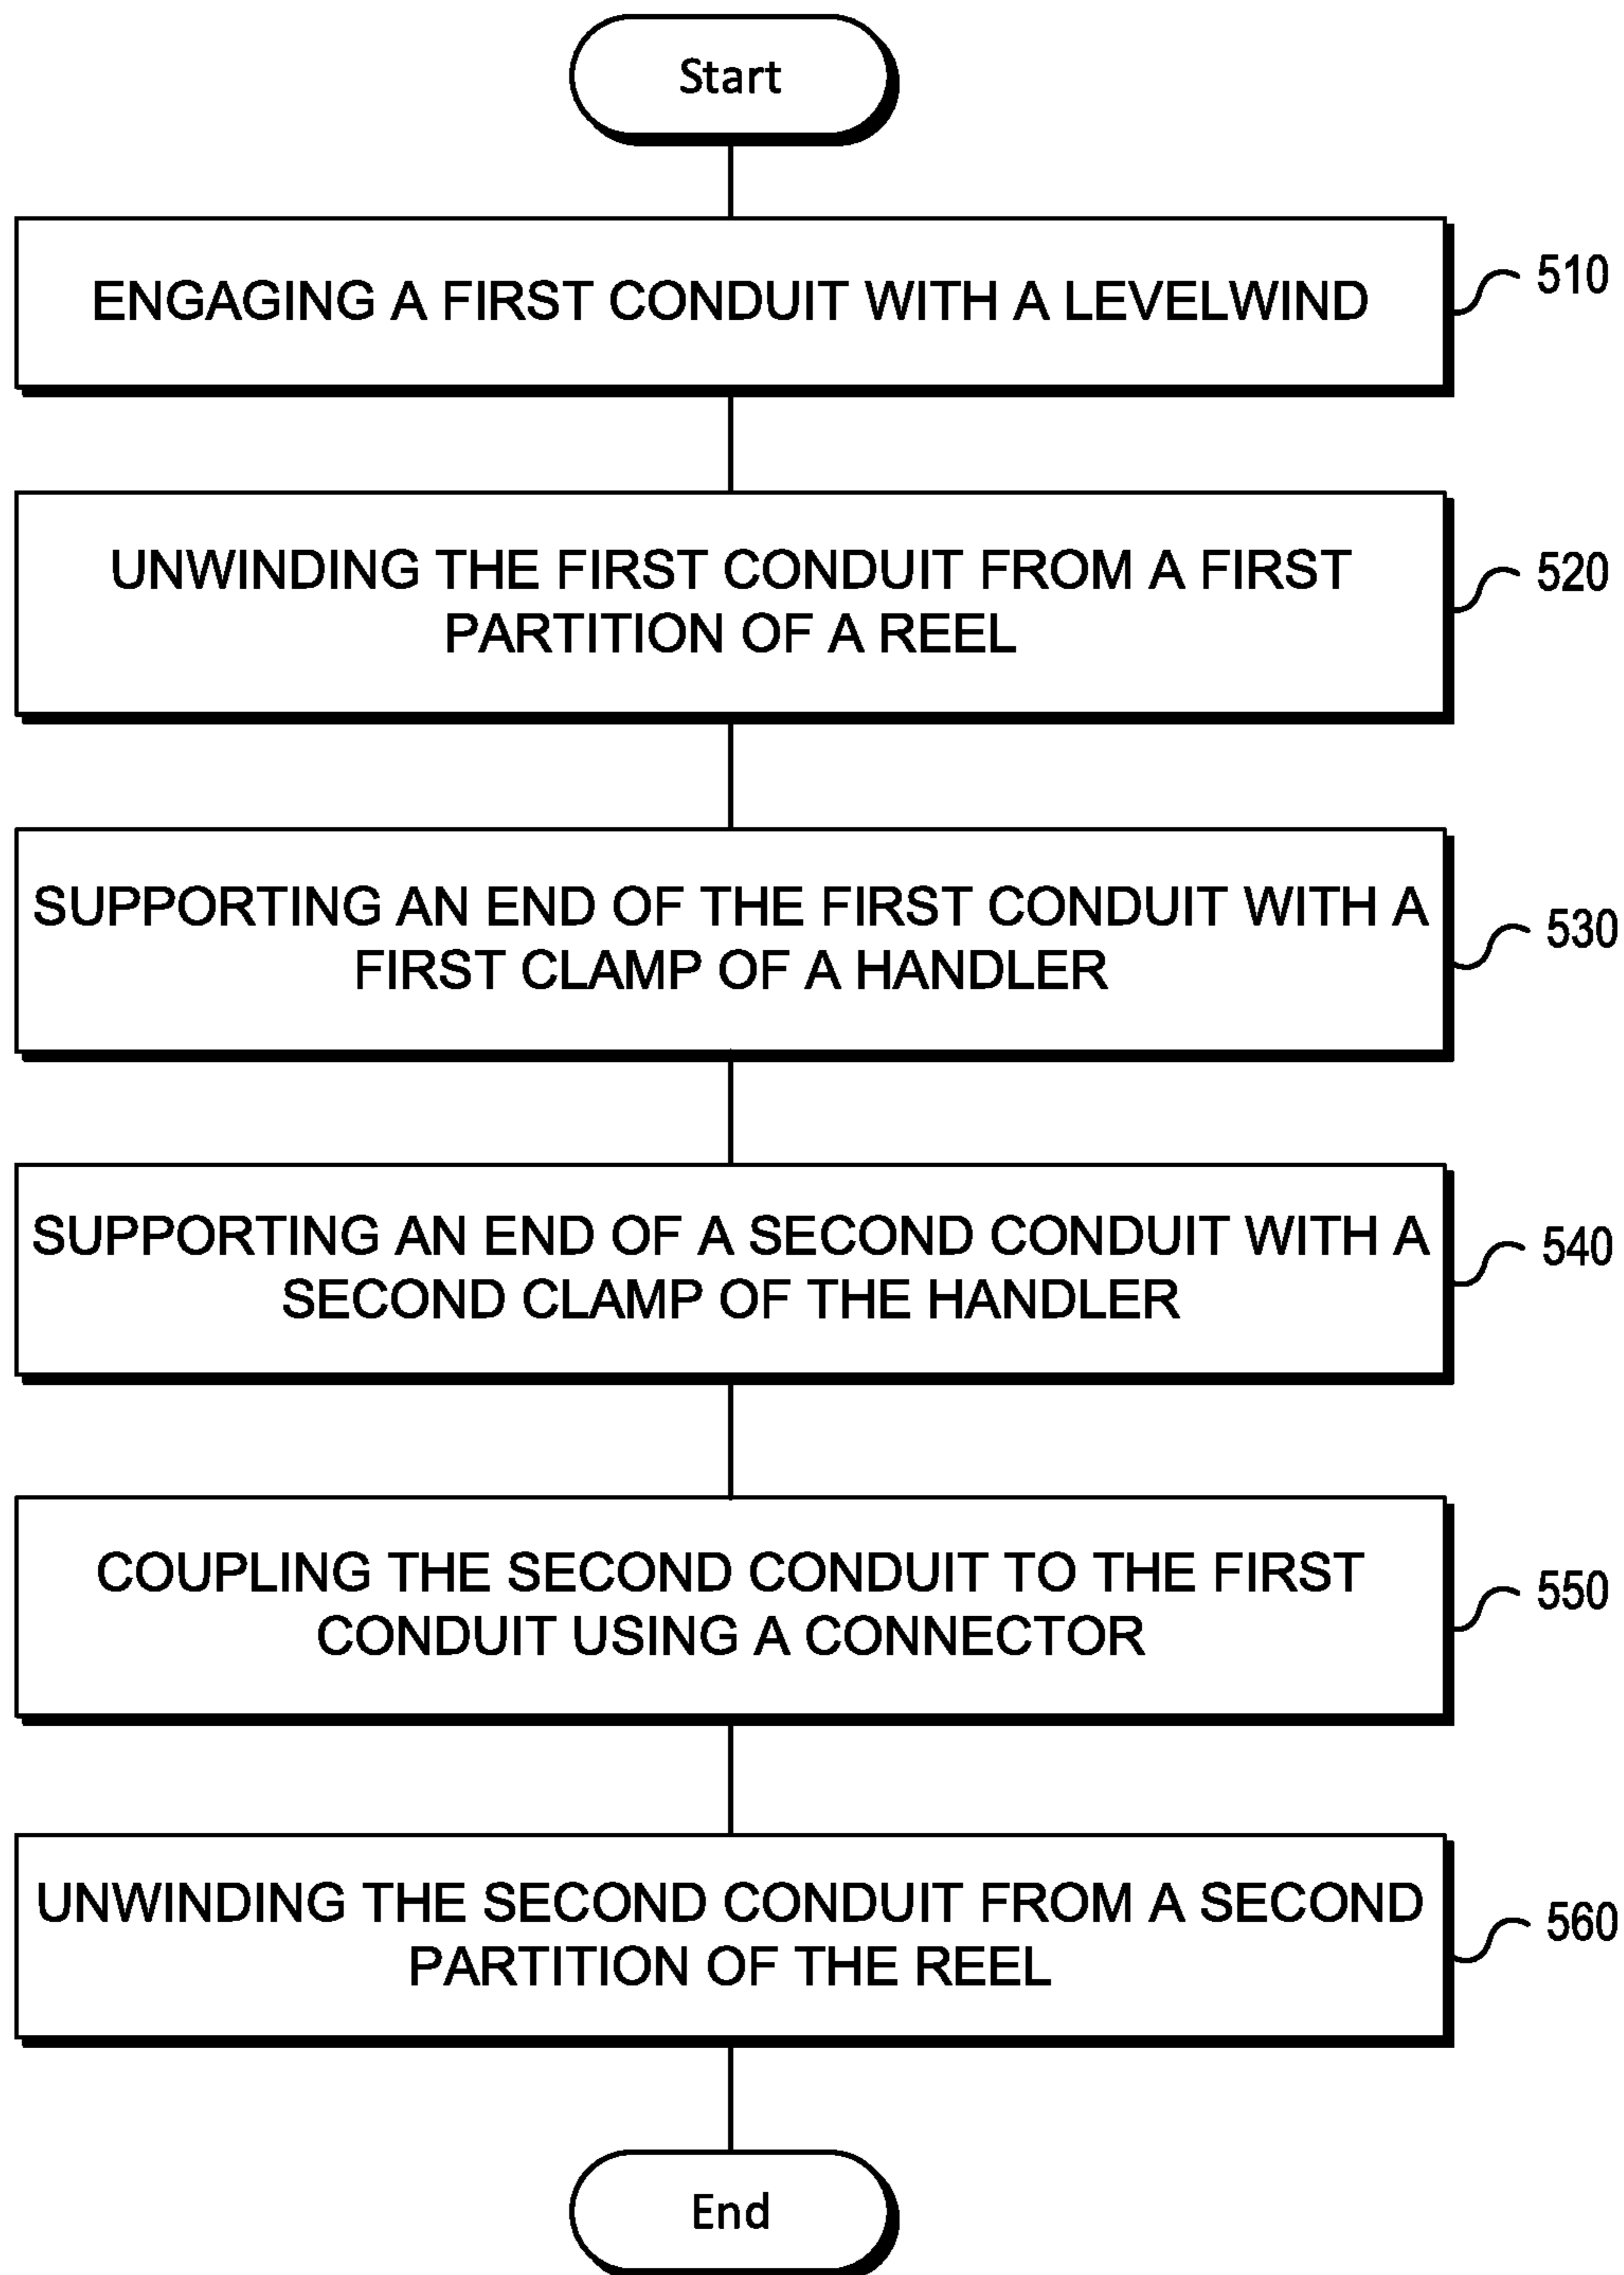 Start
ENGAGING A FIRST CONDUIT WITH A LEVELWIND
510
UNWINDING THE FIRST CONDUIT FROM A FIRST
PARTITION OF A REEL
520
SUPPORTING AN END OF THE FIRST CONDUIT WITH A
FIRST CLAMP OF A HANDLER
530
SUPPORTING AN END OF A SECOND CONDUIT WITH A
SECOND CLAMP OF THE HANDLER
540
COUPLING THE SECOND CONDUIT TO THE FIRST
CONDUIT USING A CONNECTOR
550
UNWINDING THE SECOND CONDUIT FROM A SECOND
PARTITION OF THE REEL
560
End